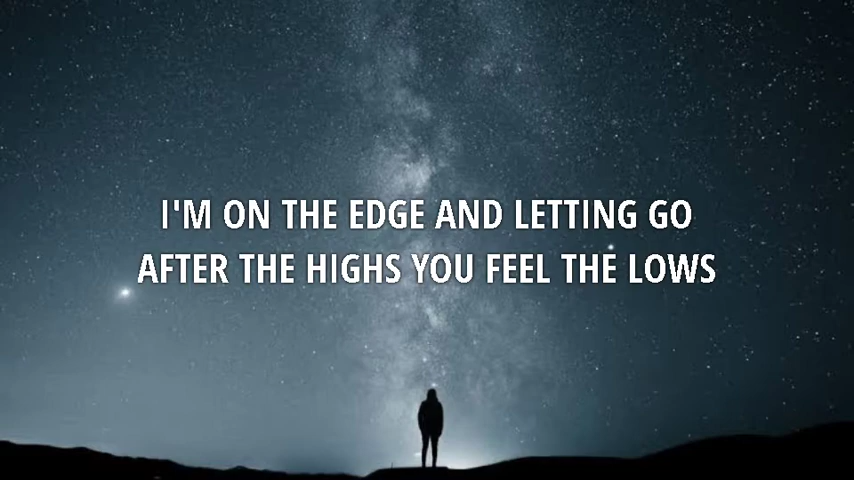 I'M ON THE EDGE AND LETTING GO
AFTER THE HIGHS YOU FEEL THE LOWS